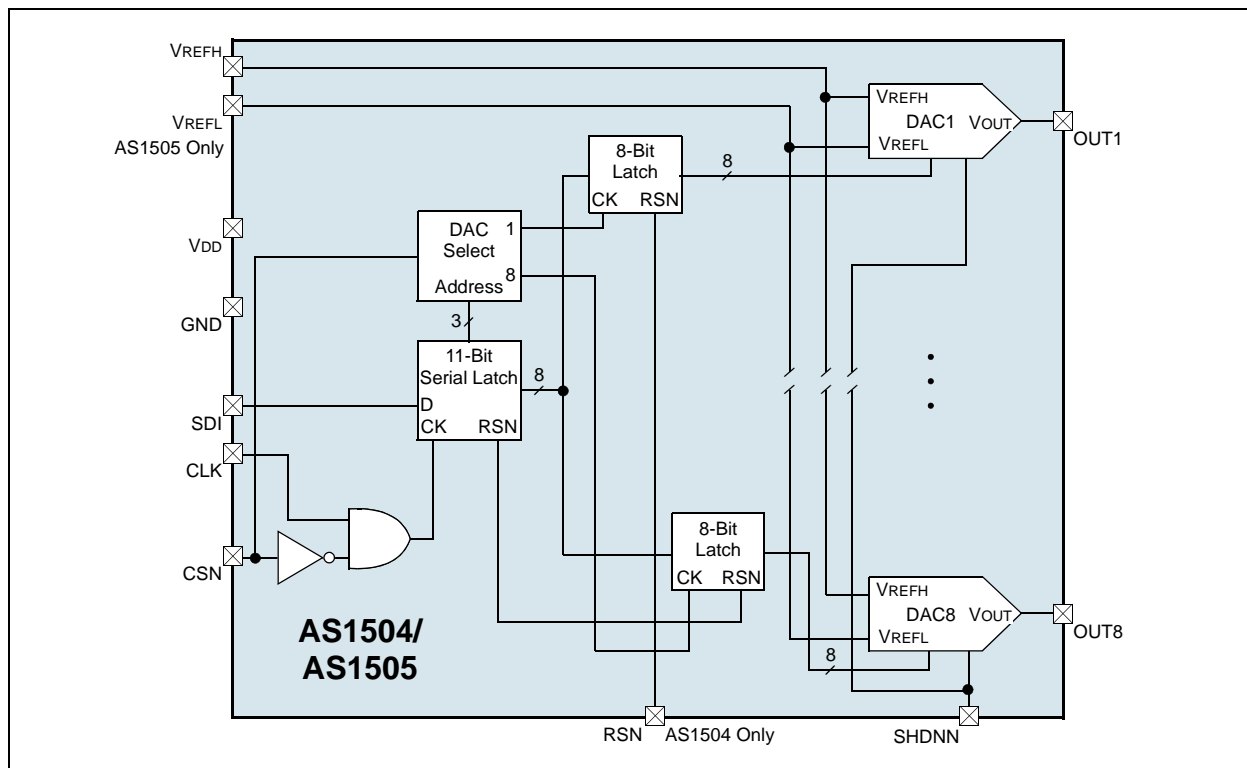 VREFH
VREFL
AS1505 Only
VDD
GND
SDI
CLK
CSN
DAC
Select
Address
1
8
3
11-Bit
Serial Latch
D
CK RSN
8
8-Bit
Latch
CK RSN
8
VREFH
DAC1 VOUT
VREFL
OUT1
8-Bit
Latch
CK RSN
8
VREFH
DAC8 VOUT
VREFL
OUT8
AS1504/
AS1505
RSN AS1504 Only
SHDNN